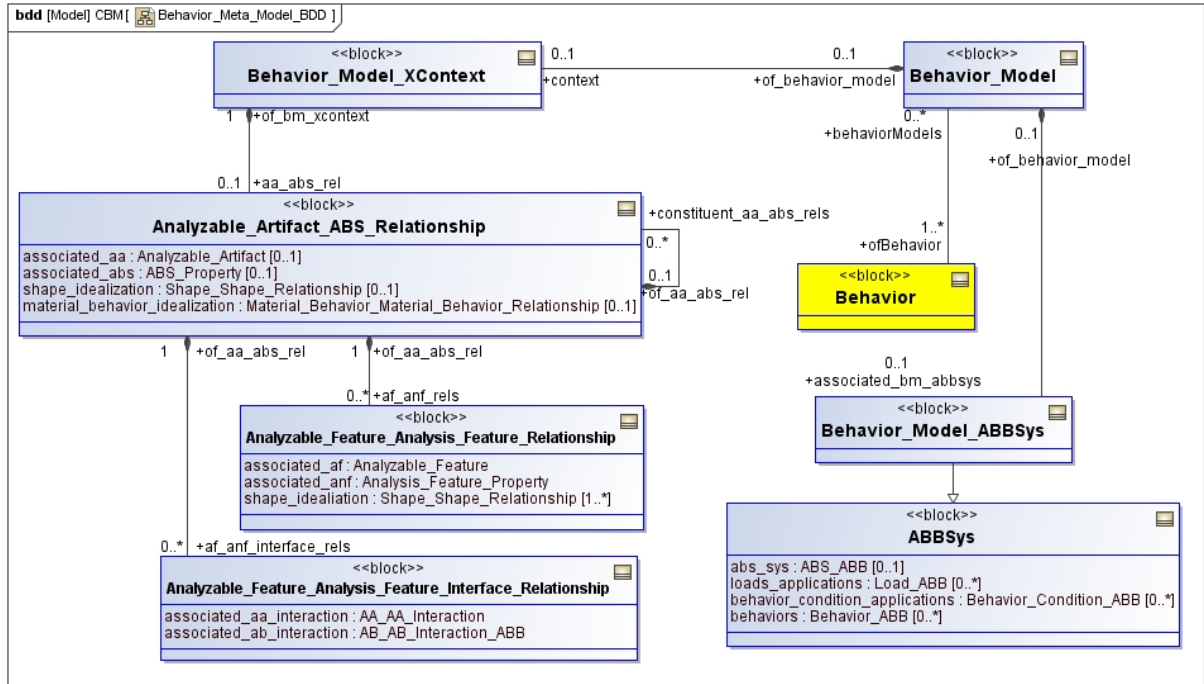 bdd [Model] CBM [ Behavior_Meta_Model_BDD ]
<<block>>
Behavior_Model_XContext
0..1
+context
0..1
+of_behavior_model
<<block>>
Behavior_Model
1 +of_bm_xcontext
0..*
+behaviorModels
0..1
+of_behavior_model
0..1 +aa_abs_rel
<<block>>
Analyzable_Artifact_ABS_Relationship
associated_aa : Analyzable_Artifact [0..1]
associated_abs : ABS_Property [0..1]
shape_idealization : Shape_Shape_Relationship [0..1]
material_behavior_idealization : Material_Behavior_Material_Behavior_Relationship [0..1]
+constituent_aa_abs_rels
0..*
0..1
+of_aa_abs_rel
1..*
+ofBehavior
<<block>>
Behavior
1 +of_aa_abs_rel
1 +of_aa_abs_rel
0..1
+associated_bm_abbsys
0..* +af_anf_rels
<<block>>
Analyzable_Feature_Analysis_Feature_Relationship
associated_af : Analyzable_Feature
associated_anf : Analysis_Feature_Property
shape_idealiation : Shape_Shape_Relationship [1..*]
<<block>>
Behavior_Model_ABBSys
0..* +af_anf_interface_rels
<<block>>
Analyzable_Feature_Analysis_Feature_Interface_Relationship
associated_aa_interaction : AA_AA_Interaction
associated_ab_interaction : AB_AB_Interaction_ABB
<<block>>
ABBSys
abs_sys : ABS_ABB [0..1]
loads_applications : Load_ABB [0..*]
behavior_condition_applications : Behavior_Condition_ABB [0..*]
behaviors : Behavior_ABB [0..*]